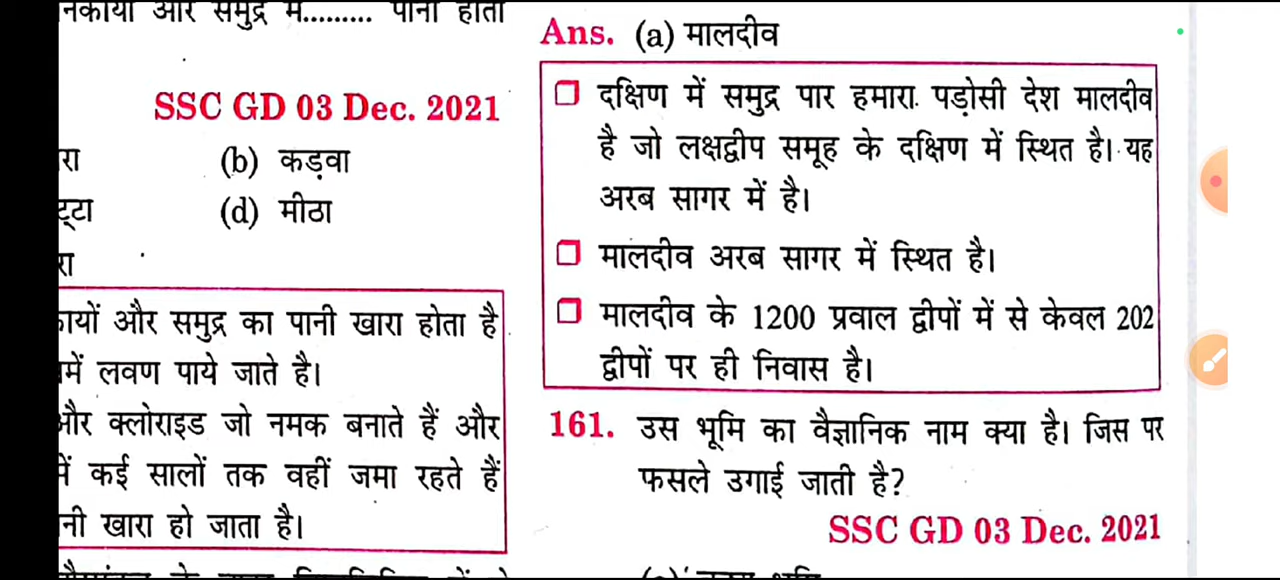 और समुद्र में......... पानी होता
SSC GD 03 Dec. 2021
(b) कड़वा
(d) मीठा
और समुद्र का पानी खारा होता है
में लवण पाये जाते है।
और क्लोराइड जो नमक बनाते हैं और
में कई सालों तक वहीं जमा रहते हैं
खारा हो जाता है।
Ans. (a) मालदीव
दक्षिण में समुद्र पार हमारा पड़ोसी देश मालदीव
है जो लक्षद्वीप समूह के दक्षिण में स्थित है। यह
अरब सागर में है।
मालदीव अरब सागर में स्थित है।
मालदीव के 1200 प्रवाल द्वीपों में से केवल 202
द्वीपों पर ही निवास है।
161. उस भूमि का वैज्ञानिक नाम क्या है। जिस पर
फसले उगाई जाती है?
SSC GD 03 Dec. 2021